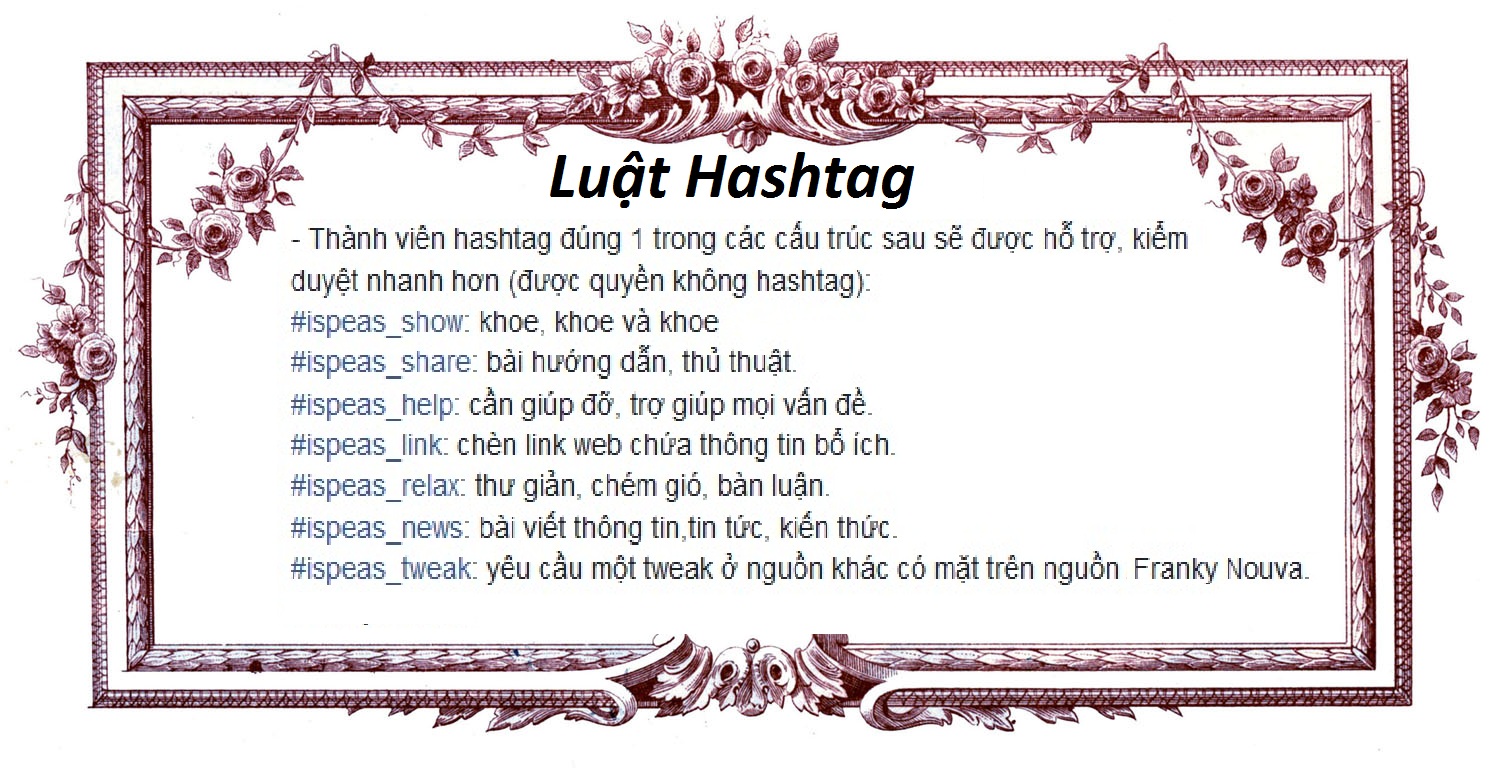 Luật Hashtag
- Thành viên hashtag đúng 1 trong các cấu trúc sau sẽ được hỗ trợ, kiểm
duyệt nhanh hơn (được quyền không hashtag):
#ispeas_show: khoe, khoe và khoe
#ispeas_share: bài hướng dẫn, thủ thuật.
#ispeas_help: cần giúp đỡ, trợ giúp mọi vấn đề.
#ispeas_link: chèn link web chứa thông tin bổ ích.
#ispeas_relax: thư giản, chém gió, bàn luận.
#ispeas_news: bài viết thông tin,tin tức, kiến thức.
#ispeas_tweak: yêu cầu một tweak ở nguồn khác có mặt trên nguồn Franky Nouva.